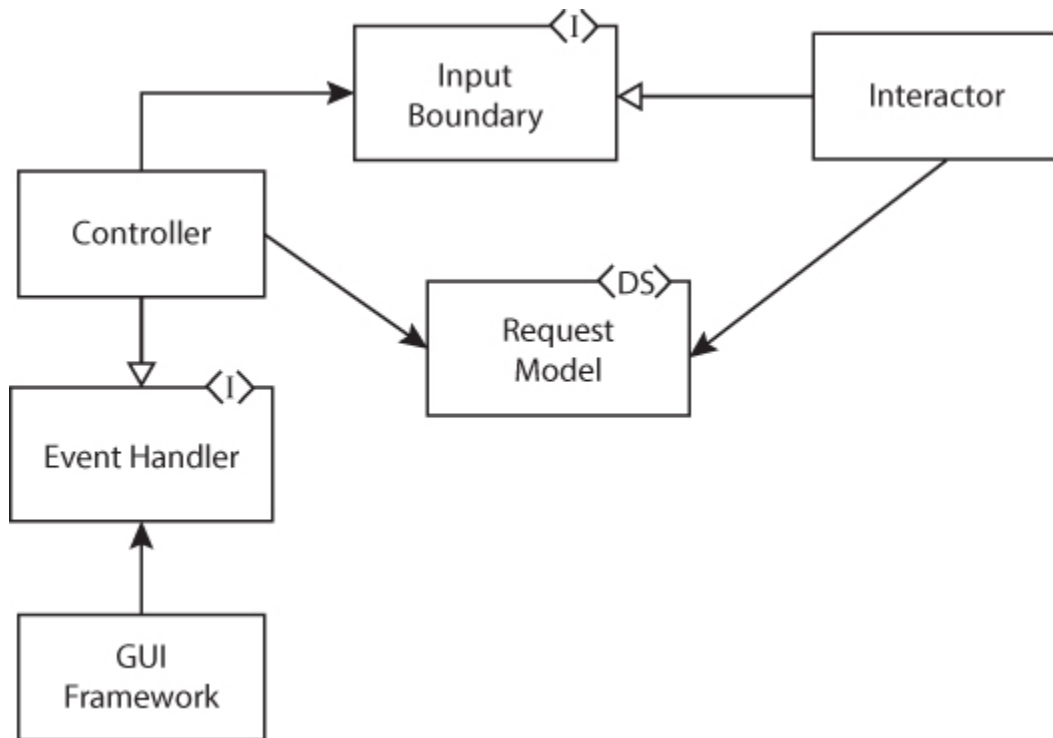 <I>
Input
Boundary
Interactor
Controller
<DS>
Request
Model
<I>
Event Handler
GUI
Framework